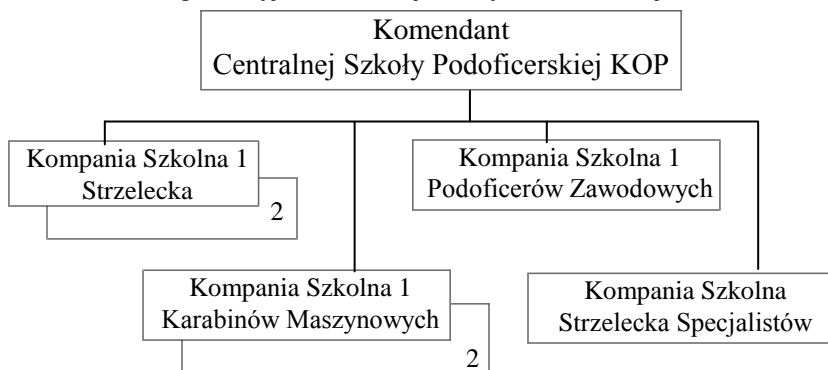 Komendant
Centralnej Szkoły Podoficerskiej KOP
Kompania Szkolna 1
Strzelecka
2
Kompania Szkolna 1
Podoficerów Zawodowych
Kompania Szkolna 1
Karabinów Maszynowych
2
Kompania Szkolna
Strzelecka Specjalistów